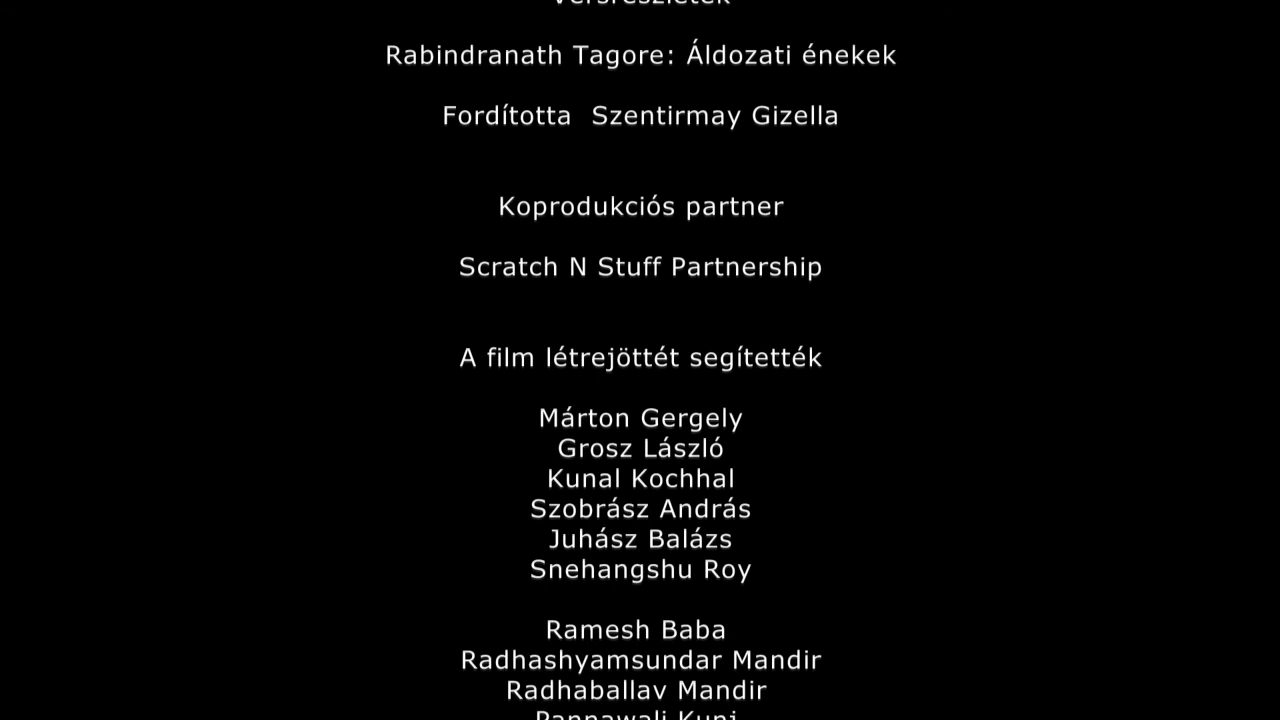 Versrészletek
Rabindranath Tagore: Áldozati énekek
Fordította Szentirmay Gizella
Koprodukciós partner
Scratch N Stuff Partnership
A film létrejöttét segítették
Márton Gergely
Grosz László
Kunal Kochhal
Szobrász András
Juhász Balázs
Snehangshu Roy
Ramesh Baba
Radhashyamsundar Mandir
Radhaballav Mandir